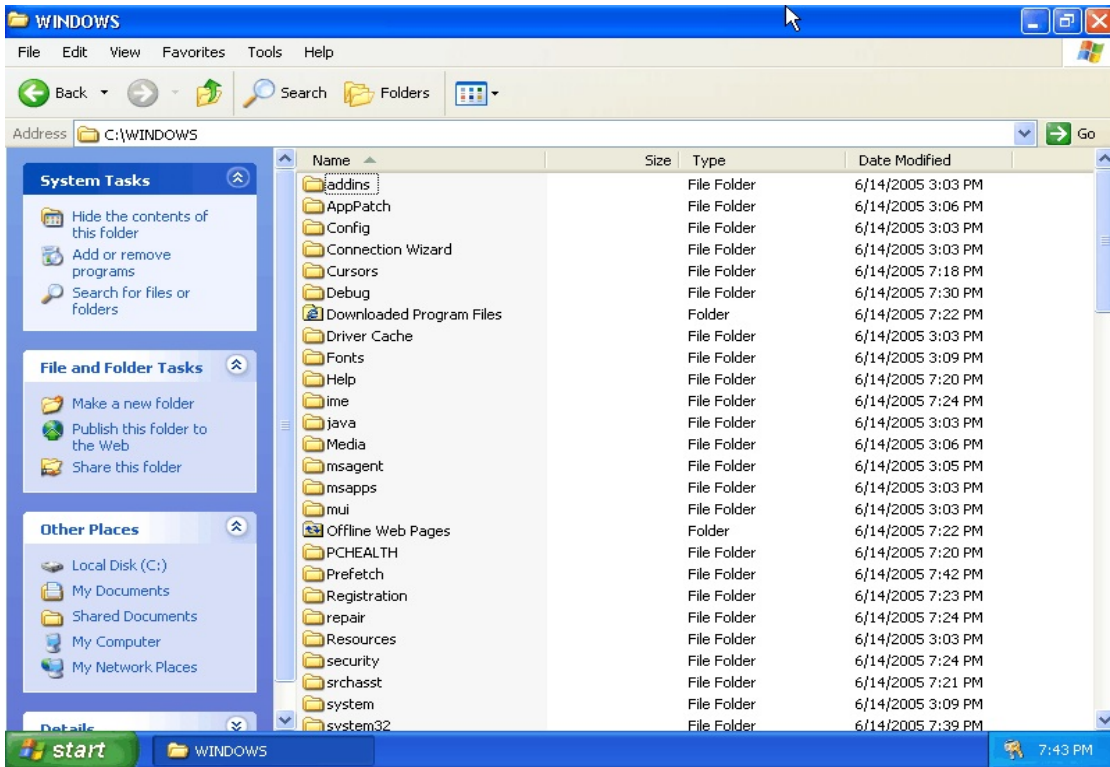 WINDOWS
File Edit View Favorites Tools Help
Back Search Folders
Address C:\WINDOWS Go
System Tasks
Hide the contents of
this folder
Add or remove
programs
Search for files or
folders
File and Folder Tasks
Make a new folder
Publish this folder to
the Web
Share this folder
Other Places
Local Disk (C:)
My Documents
Shared Documents
My Computer
My Network Places
Details
Name Size Type Date Modified
addins File Folder 6/14/2005 3:03 PM
AppPatch File Folder 6/14/2005 3:06 PM
Config File Folder 6/14/2005 3:03 PM
Connection Wizard File Folder 6/14/2005 3:03 PM
Cursors File Folder 6/14/2005 7:18 PM
Debug File Folder 6/14/2005 7:30 PM
Downloaded Program Files Folder 6/14/2005 7:22 PM
Driver Cache File Folder 6/14/2005 3:03 PM
Fonts File Folder 6/14/2005 3:09 PM
Help File Folder 6/14/2005 7:20 PM
ime File Folder 6/14/2005 7:24 PM
java File Folder 6/14/2005 3:03 PM
Media File Folder 6/14/2005 3:06 PM
msagent File Folder 6/14/2005 3:05 PM
msapps File Folder 6/14/2005 3:03 PM
mui File Folder 6/14/2005 3:03 PM
Offline Web Pages Folder 6/14/2005 7:22 PM
PCHEALTH File Folder 6/14/2005 7:20 PM
Prefetch File Folder 6/14/2005 7:42 PM
Registration File Folder 6/14/2005 7:23 PM
repair File Folder 6/14/2005 7:24 PM
Resources File Folder 6/14/2005 3:03 PM
security File Folder 6/14/2005 7:24 PM
srchasst File Folder 6/14/2005 7:21 PM
system File Folder 6/14/2005 3:09 PM
system32 File Folder 6/14/2005 7:39 PM
start WINDOWS 7:43 PM